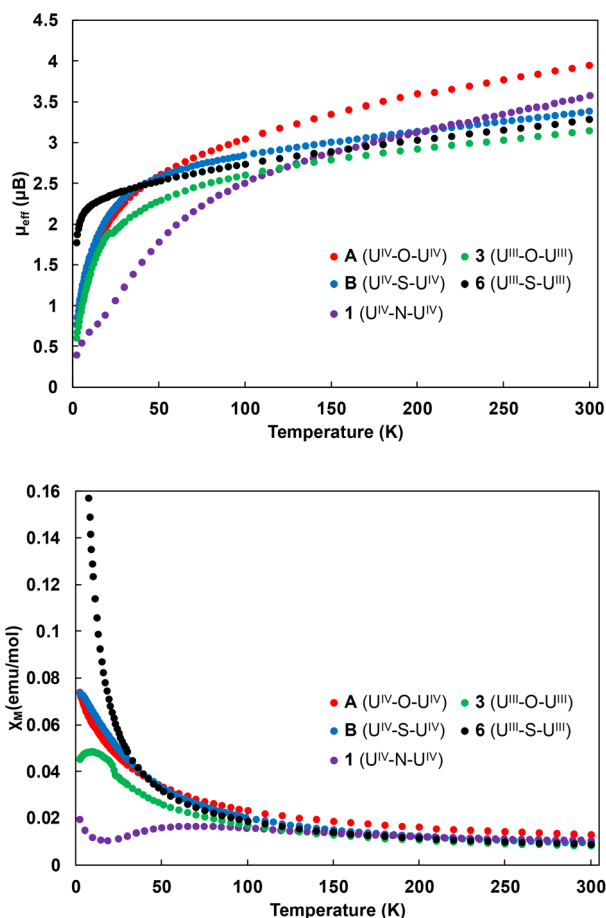 4.5
4
3.5
3
2.5
2
1.5
1
0.5
0
μeff (μB)
A (Uᴵⱽ-O-Uᴵⱽ) 3 (Uᴵᴵᴵ-O-Uᴵᴵᴵ)
B (Uᴵⱽ-S-Uᴵⱽ) 6 (Uᴵᴵᴵ-S-Uᴵᴵᴵ)
1 (Uᴵⱽ-N-Uᴵⱽ)
0 50 100 150 200 250 300
Temperature (K)
0.16
0.14
0.12
0.1
0.08
0.06
0.04
0.02
0
χM(emu/mol)
A (Uᴵⱽ-O-Uᴵⱽ) 3 (Uᴵᴵᴵ-O-Uᴵᴵᴵ)
B (Uᴵⱽ-S-Uᴵⱽ) 6 (Uᴵᴵᴵ-S-Uᴵᴵᴵ)
1 (Uᴵⱽ-N-Uᴵⱽ)
0 50 100 150 200 250 300
Temperature (K)